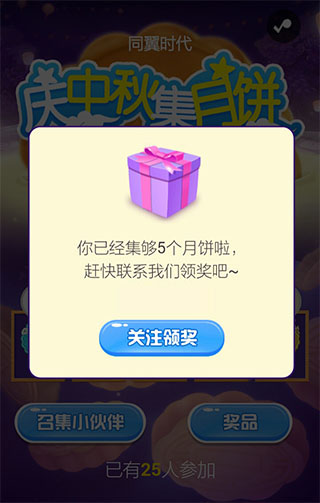 同翼时代
庆中秋集月饼
你已经集够5个月饼啦，
赶快联系我们领奖吧~
关注领奖
召集小伙伴
奖品
已有25人参加